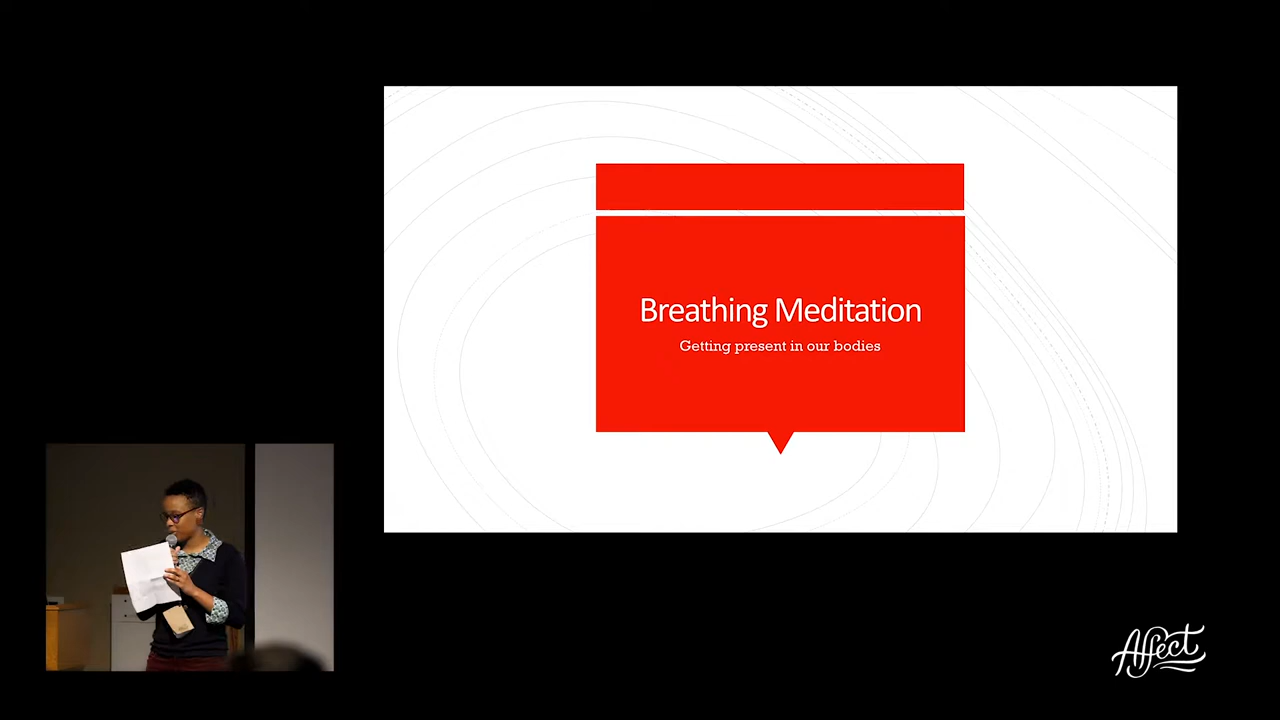 Breathing Meditation
Getting present in our bodies
Affect